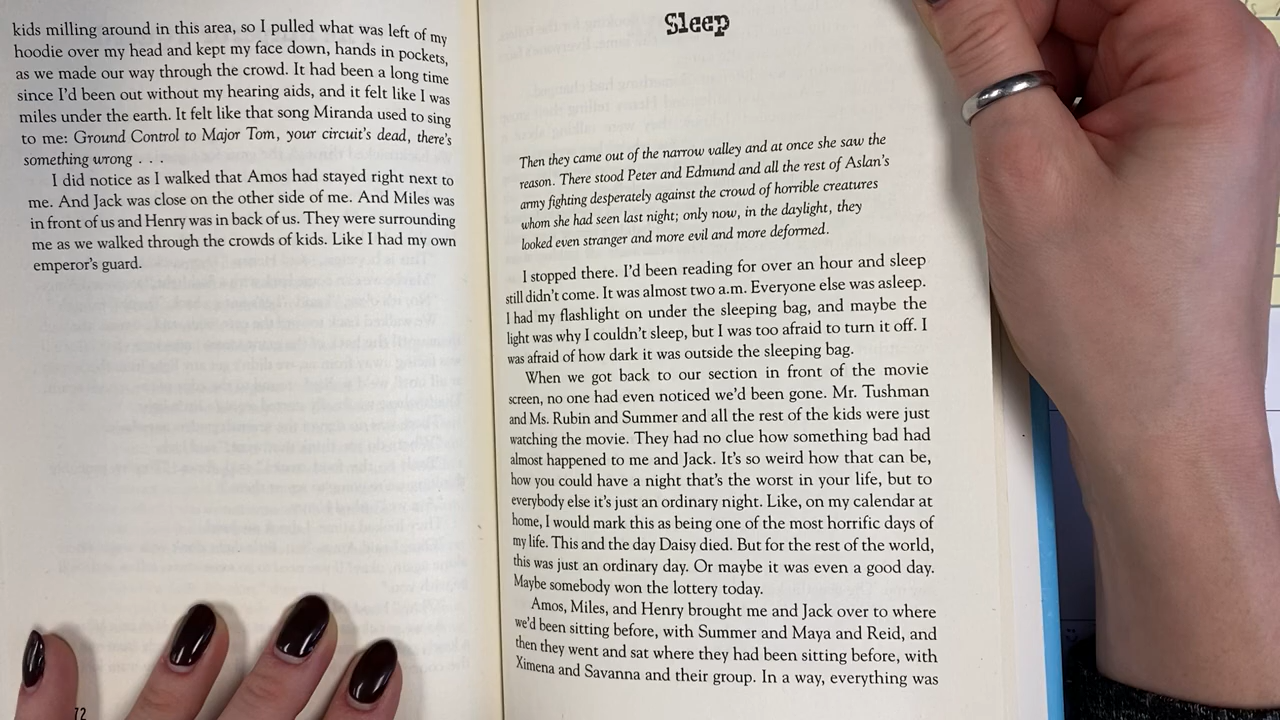 kids milling around in this area, so I pulled what was left of my
hoodie over my head and kept my face down, hands in pockets,
as we made our way through the crowd. It had been a long time
since I'd been out without my hearing aids, and it felt like I was
miles under the earth. It felt like that song Miranda used to sing
to me: Ground Control to Major Tom, your circuit's dead, there's
something wrong . . .
I did notice as I walked that Amos had stayed right next to
me. And Jack was close on the other side of me. And Miles was
in front of us and Henry was in back of us. They were surrounding
me as we walked through the crowds of kids. Like I had my own
emperor's guard.
72
Sleep
Then they came out of the narrow valley and at once she saw the
reason. There stood Peter and Edmund and all the rest of Aslan's
army fighting desperately against the crowd of horrible creatures
whom she had seen last night; only now, in the daylight, they
looked even stranger and more evil and more deformed.
I stopped there. I'd been reading for over an hour and sleep
still didn't come. It was almost two a.m. Everyone else was asleep.
I had my flashlight on under the sleeping bag, and maybe the
light was why I couldn't sleep, but I was too afraid to turn it off. I
was afraid of how dark it was outside the sleeping bag.
When we got back to our section in front of the movie
screen, no one had even noticed we'd been gone. Mr. Tushman
and Ms. Rubin and Summer and all the rest of the kids were just
watching the movie. They had no clue how something bad had
almost happened to me and Jack. It's so weird how that can be,
how you could have a night that's the worst in your life, but to
everybody else it's just an ordinary night. Like, on my calendar at
home, I would mark this as being one of the most horrific days of
my life. This and the day Daisy died. But for the rest of the world,
this was just an ordinary day. Or maybe it was even a good day.
Maybe somebody won the lottery today.
Amos, Miles, and Henry brought me and Jack over to where
we'd been sitting before, with Summer and Maya and Reid, and
then they went and sat where they had been sitting before, with
Ximena and Savanna and their group. In a way, everything was